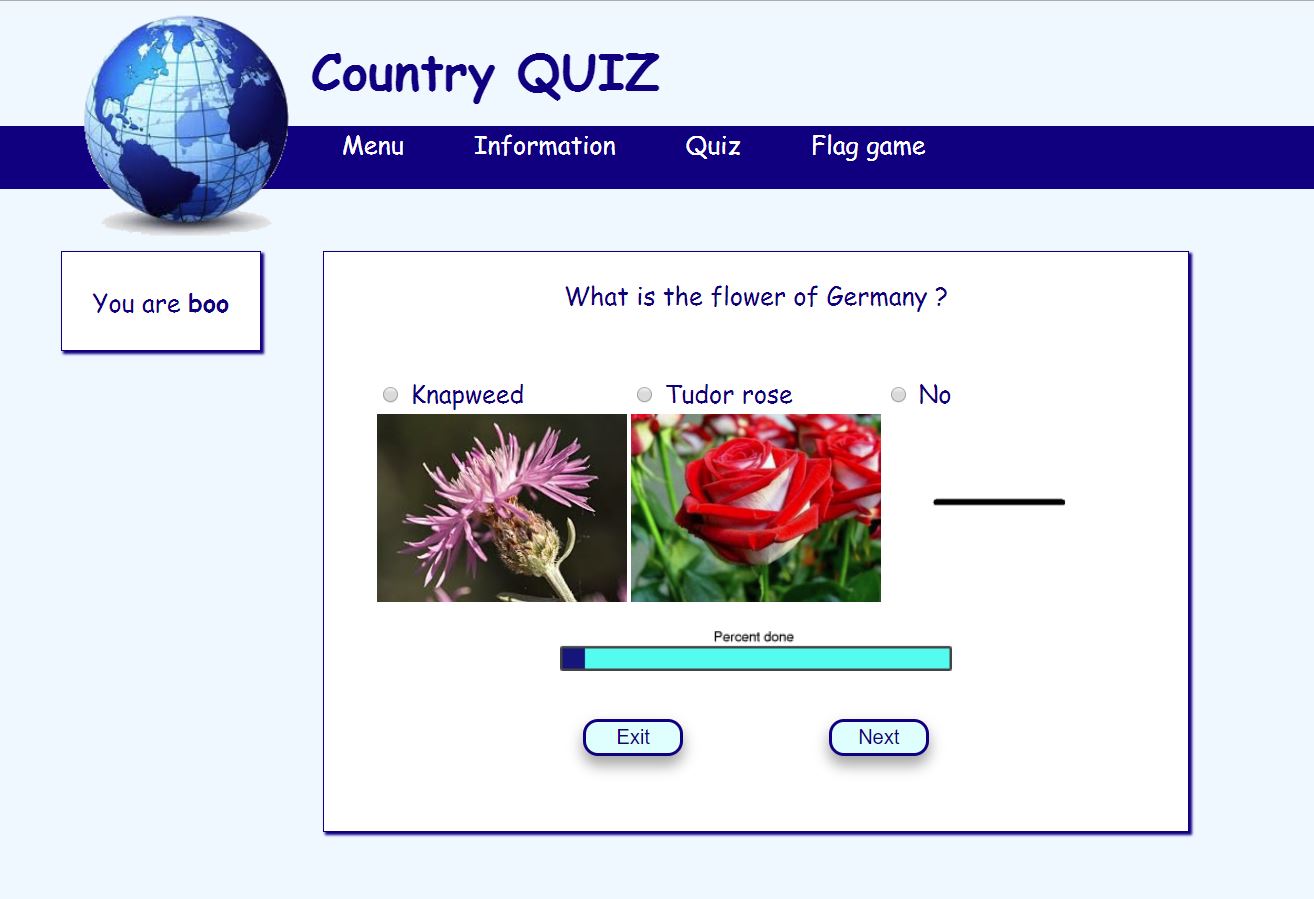 Country QUIZ
Menu Information Quiz Flag game
You are boo
What is the flower of Germany ?
Knapweed Tudor rose No
Percent done
Exit Next